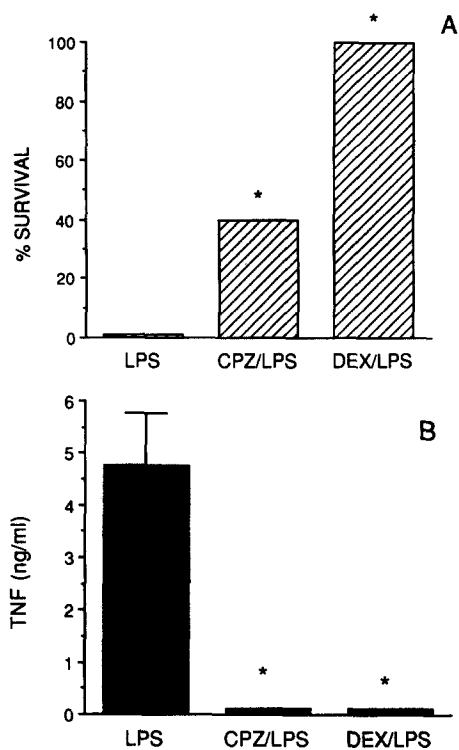 A
% SURVIVAL
100
80
60
40
20
0
*
*
LPS CPZ/LPS DEX/LPS
B
TNF (ng/ml)
6
5
4
3
2
1
0
*
*
LPS CPZ/LPS DEX/LPS